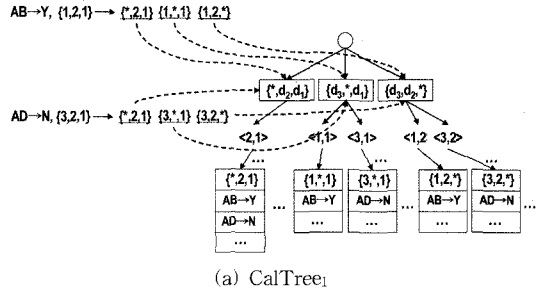 AB→Y, {1,2,1} → {*,2,1} {1,*,1} {1,2,*}
{*,d₂,d₁} {d₃,*,d₁} {d₃,d₂,*}
AD→N, {3,2,1} → {*,2,1} {3,*,1} {3,2,*}
<2,1> <1,1> <3,1> <1,2 <3,2>
... ... ...
{*,2,1} {1,*,1} {3,*,1} {1,2,*} {3,2,*}
AB→Y ... AB→Y AD→N ... AB→Y AD→N ...
AD→N ... ... ... ...
...
(a) CalTree₁